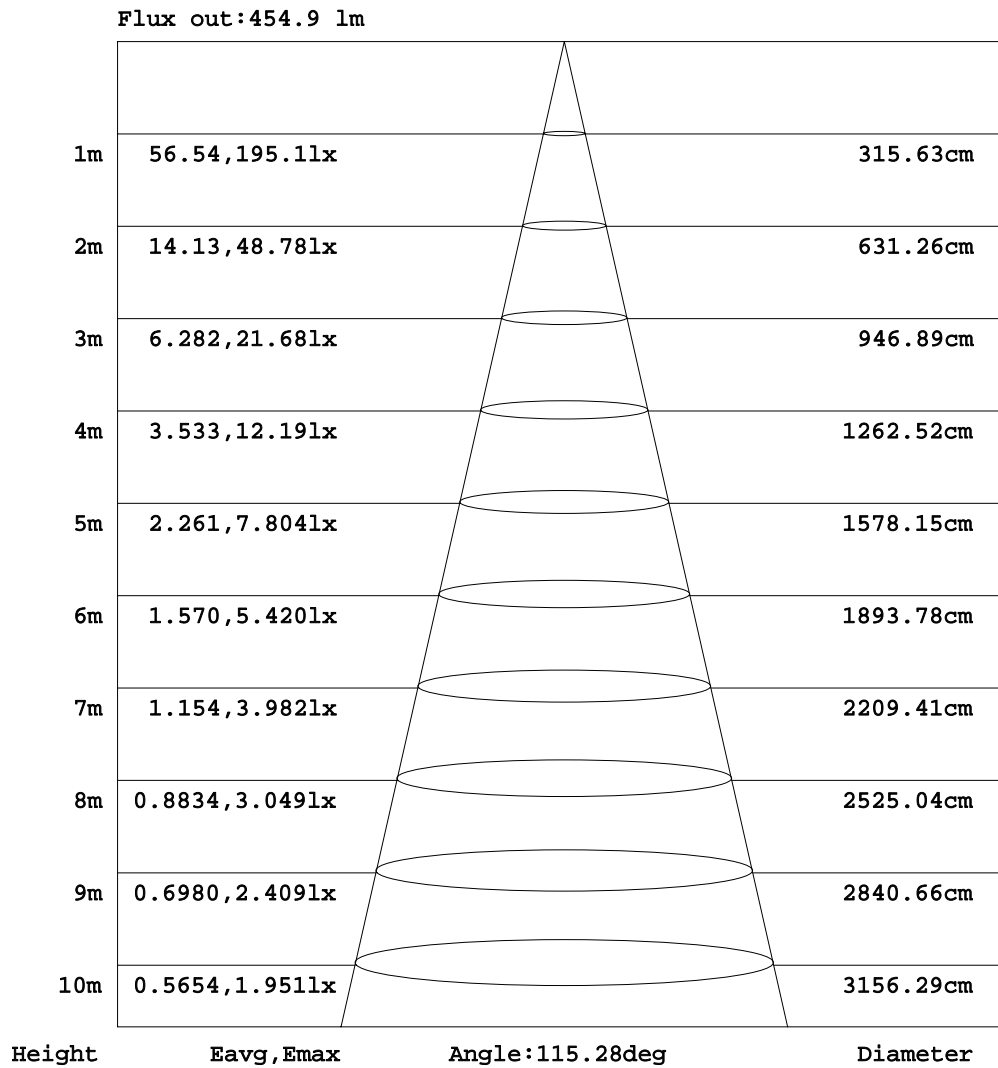 Flux out:454.9 lm
1m 56.54,195.1lx 315.63cm
2m 14.13,48.78lx 631.26cm
3m 6.282,21.68lx 946.89cm
4m 3.533,12.19lx 1262.52cm
5m 2.261,7.804lx 1578.15cm
6m 1.570,5.420lx 1893.78cm
7m 1.154,3.982lx 2209.41cm
8m 0.8834,3.049lx 2525.04cm
9m 0.6980,2.409lx 2840.66cm
10m 0.5654,1.951lx 3156.29cm
Height Eavg,Emax Angle:115.28deg Diameter